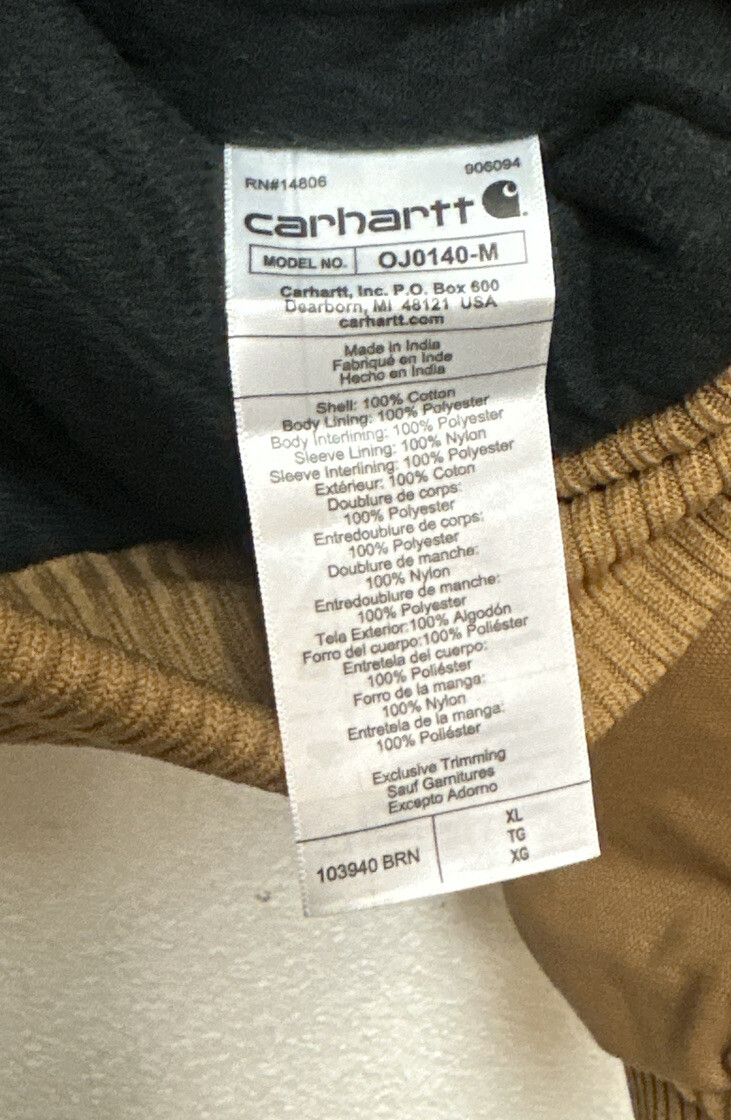 RN#14806
906094
carhartt
MODEL NO. OJ0140-M
Carhartt, Inc. P.O. Box 600
Dearborn, MI 48121 USA
carhartt.com
Made in India
Fabriqué en Inde
Hecho en India
Shell: 100% Cotton
Body Lining: 100% Polyester
Body Interlining: 100% Polyester
Sleeve Lining: 100% Nylon
Sleeve Interlining: 100% Polyester
Extérieur: 100% Coton
Doublure de corps:
100% Polyester
Entredoublure de corps:
100% Polyester
Doublure de manche:
100% Nylon
Entredoublure de manche:
100% Polyester
Tela Exterior:100% Algodón
Forro del cuerpo:100% Poliéster
Entretela del cuerpo:
100% Poliéster
Forro de la manga:
100% Nylon
Entretela de la manga:
100% Poliéster
Exclusive Trimming
Sauf Garnitures
Excepto Adorno
103940 BRN
XL
TG
XG